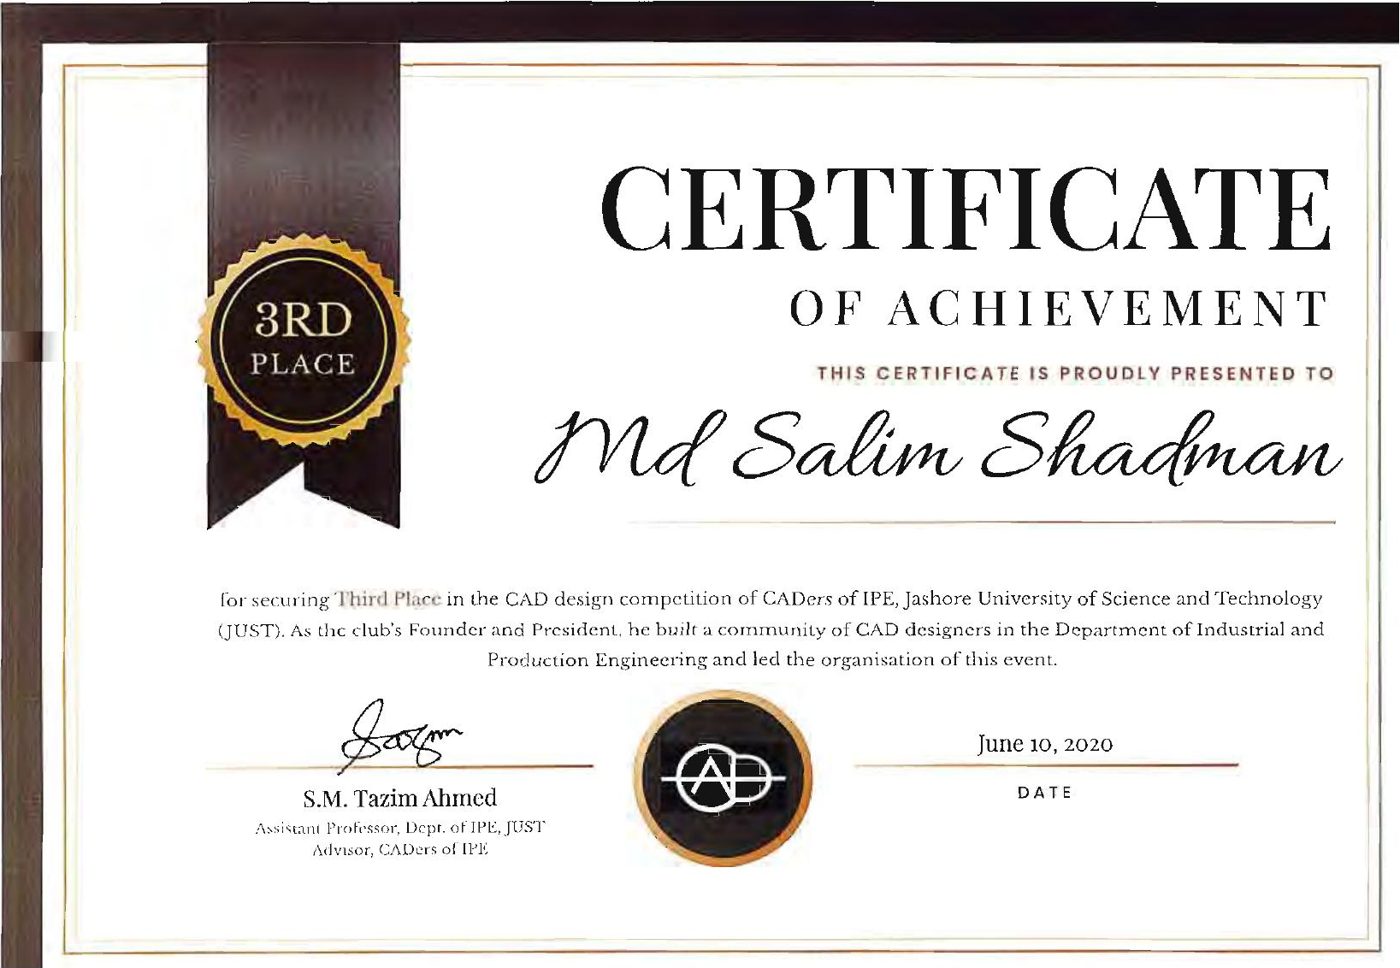 3RD
PLACE
CERTIFICATE
OF ACHIEVEMENT
THIS CERTIFICATE IS PROUDLY PRESENTED TO
Md Salim Shadman
for securing Third Place in the CAD design competition of CADers of IPE, Jashore University of Science and Technology
(JUST). As the club's Founder and President, he built a community of CAD designers in the Department of Industrial and
Production Engineering and led the organisation of this event.
June 10, 2020
DATE
S.M. Tazim Ahmed
Assistant Professor, Dept. of IPE, JUST
Advisor, CADers of IPE